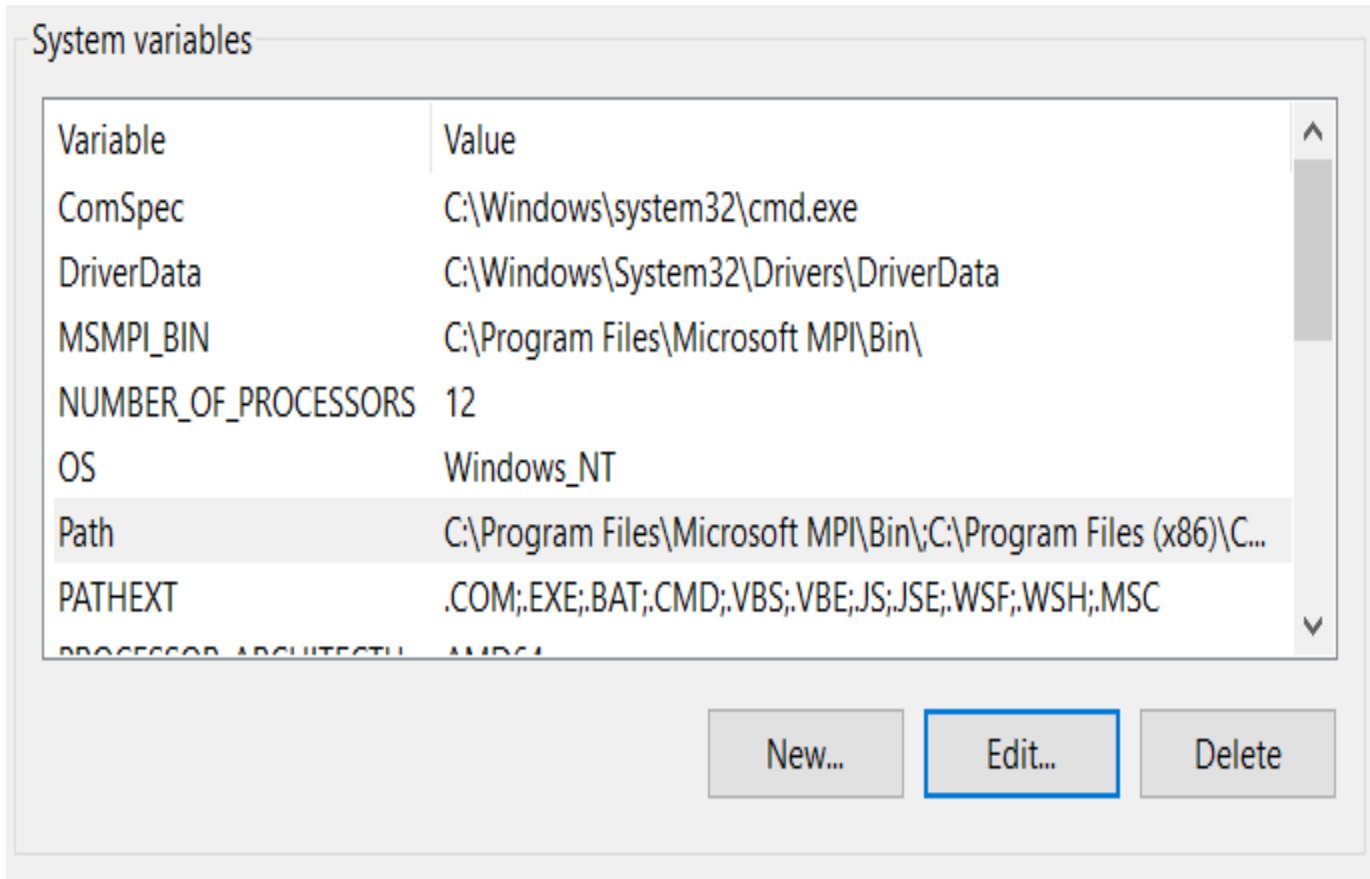 System variables
Variable Value
ComSpec C:\Windows\system32\cmd.exe
DriverData C:\Windows\System32\Drivers\DriverData
MSMPI_BIN C:\Program Files\Microsoft MPI\Bin\
NUMBER_OF_PROCESSORS 12
OS Windows_NT
Path C:\Program Files\Microsoft MPI\Bin\;C:\Program Files (x86)\C...
PATHEXT .COM;.EXE;.BAT;.CMD;.VBS;.VBE;.JS;.JSE;.WSF;.WSH;.MSC
PROCESSOR_ARCHITECTU... AMD64
New... Edit... Delete